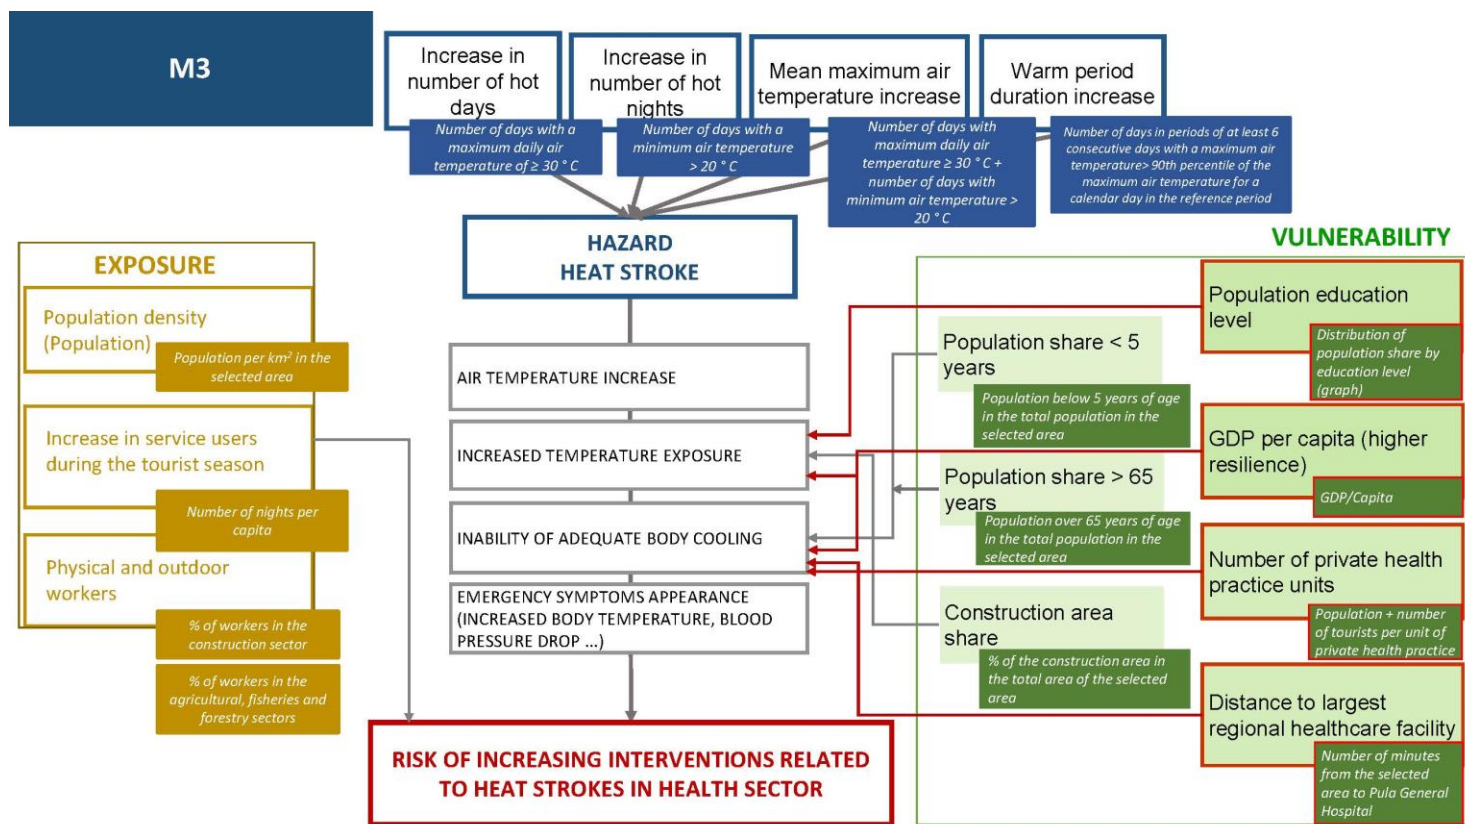 M3
Increase in
number of hot
days
Number of days with a
maximum daily air
temperature of ≥ 30 ° C
Increase in
number of hot
nights
Number of days with a
minimum air temperature
> 20 ° C
Mean maximum air
temperature increase
Number of days with
maximum daily air
temperature ≥ 30 ° C +
number of days with
minimum air temperature >
20 ° C
Warm period
duration increase
Number of days in periods of at least 6
consecutive days with a maximum air
temperature> 90th percentile of the
maximum air temperature for a
calendar day in the reference period
HAZARD
HEAT STROKE
EXPOSURE
Population density
(Population)
Population per km² in the
selected area
Increase in service users
during the tourist season
Number of nights per
capita
Physical and outdoor
workers
% of workers in the
construction sector
% of workers in the
agricultural, fisheries and
forestry sectors
AIR TEMPERATURE INCREASE
INCREASED TEMPERATURE EXPOSURE
INABILITY OF ADEQUATE BODY COOLING
EMERGENCY SYMPTOMS APPEARANCE
(INCREASED BODY TEMPERATURE, BLOOD
PRESSURE DROP ...)
RISK OF INCREASING INTERVENTIONS RELATED
TO HEAT STROKES IN HEALTH SECTOR
VULNERABILITY
Population share < 5
years
Population below 5 years of age
in the total population in the
selected area
Population share > 65
years
Population over 65 years of age
in the total population in the
selected area
Construction area
share
% of the construction area in
the total area of the selected
area
Population education
level
Distribution of
population share by
education level
(graph)
GDP per capita (higher
resilience)
GDP/Capita
Number of private health
practice units
Population + number
of tourists per unit of
private health practice
Distance to largest
regional healthcare facility
Number of minutes
from the selected
area to Pula General
Hospital